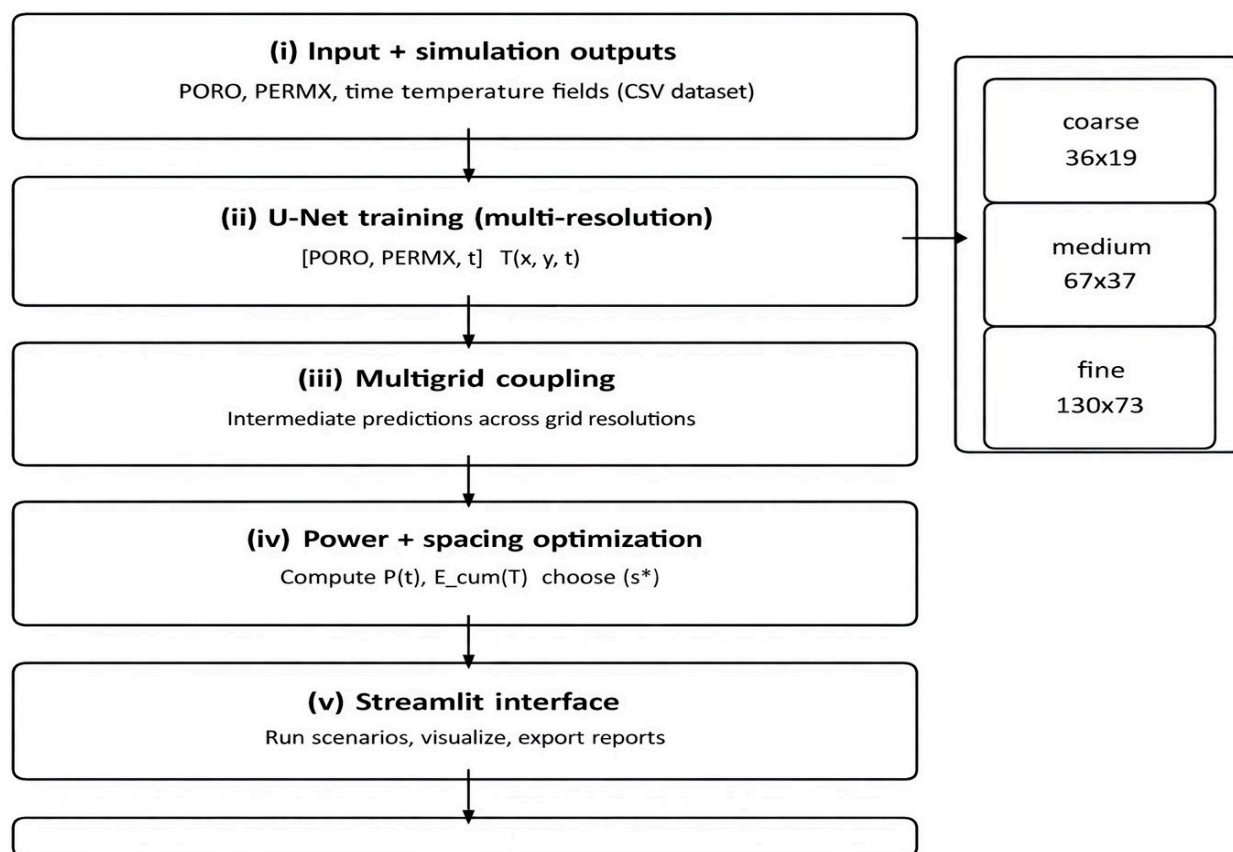 (i) Input + simulation outputs
PORO, PERMX, time temperature fields (CSV dataset)
(ii) U-Net training (multi-resolution)
[PORO, PERMX, t] T(x, y, t)
(iii) Multigrid coupling
Intermediate predictions across grid resolutions
(iv) Power + spacing optimization
Compute P(t), E_cum(T) choose (s*)
(v) Streamlit interface
Run scenarios, visualize, export reports
coarse
36x19
medium
67x37
fine
130x73